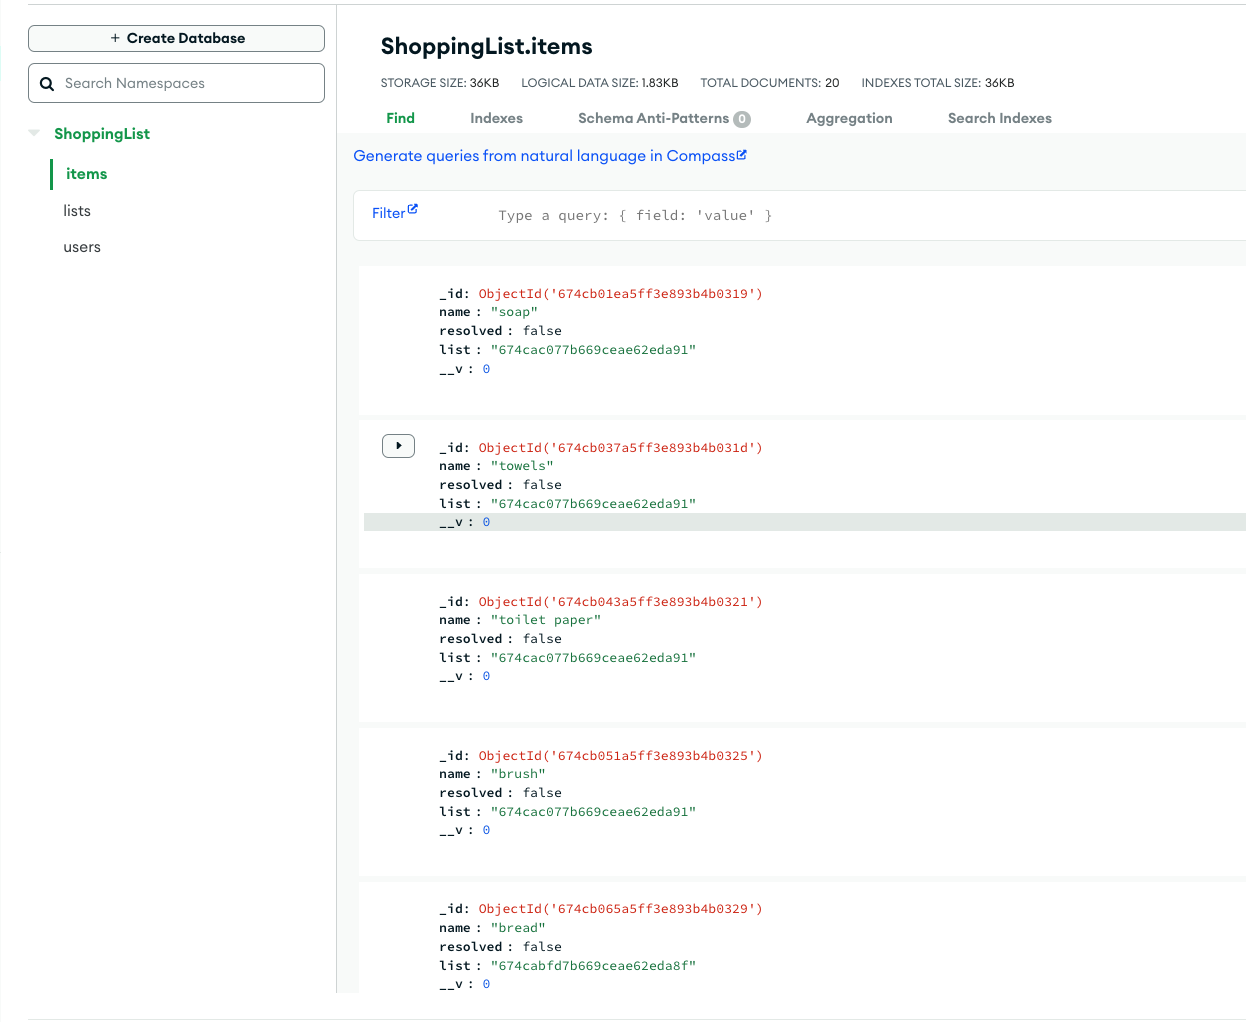 + Create Database
Search Namespaces
ShoppingList
items
lists
users
ShoppingList.items
STORAGE SIZE: 36KB LOGICAL DATA SIZE: 1.83KB TOTAL DOCUMENTS: 20 INDEXES TOTAL SIZE: 36KB
Find Indexes Schema Anti-Patterns 0 Aggregation Search Indexes
Generate queries from natural language in Compass
Filter Type a query: { field: 'value' }
_id: ObjectId('674cb01ea5ff3e893b4b0319')
name : "soap"
resolved : false
list : "674cac077b669ceae62eda91"
__v : 0
_id: ObjectId('674cb037a5ff3e893b4b031d')
name : "towels"
resolved : false
list : "674cac077b669ceae62eda91"
__v : 0
_id: ObjectId('674cb043a5ff3e893b4b0321')
name : "toilet paper"
resolved : false
list : "674cac077b669ceae62eda91"
__v : 0
_id: ObjectId('674cb051a5ff3e893b4b0325')
name : "brush"
resolved : false
list : "674cac077b669ceae62eda91"
__v : 0
_id: ObjectId('674cb065a5ff3e893b4b0329')
name : "bread"
resolved : false
list : "674cabfd7b669ceae62eda8f"
__v : 0